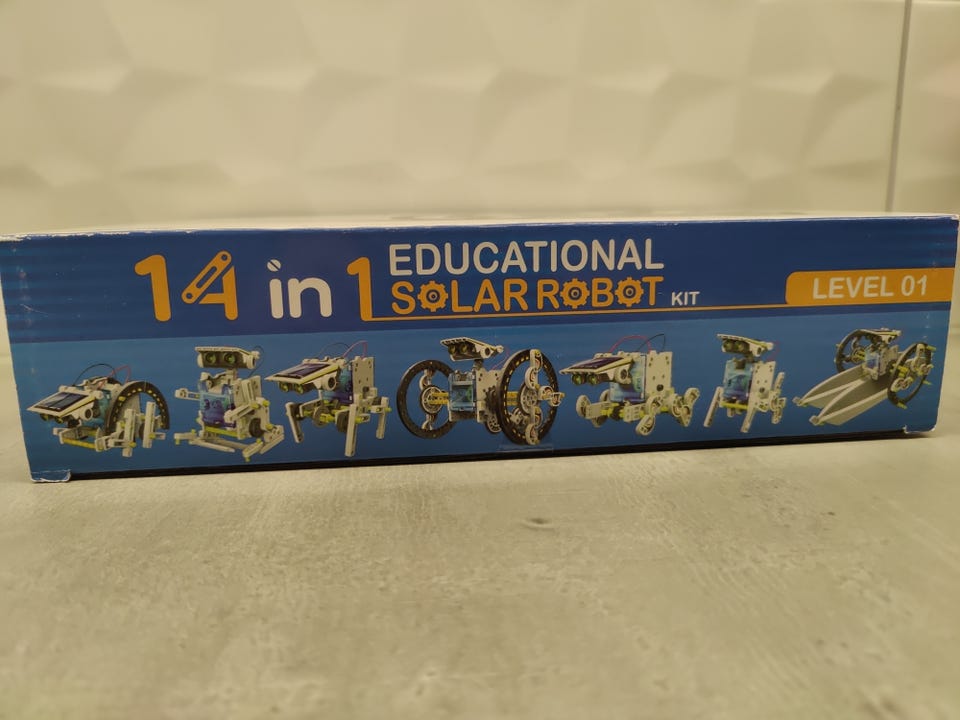 14 in 1 EDUCATIONAL
SOLAR ROBOT KIT
LEVEL 01